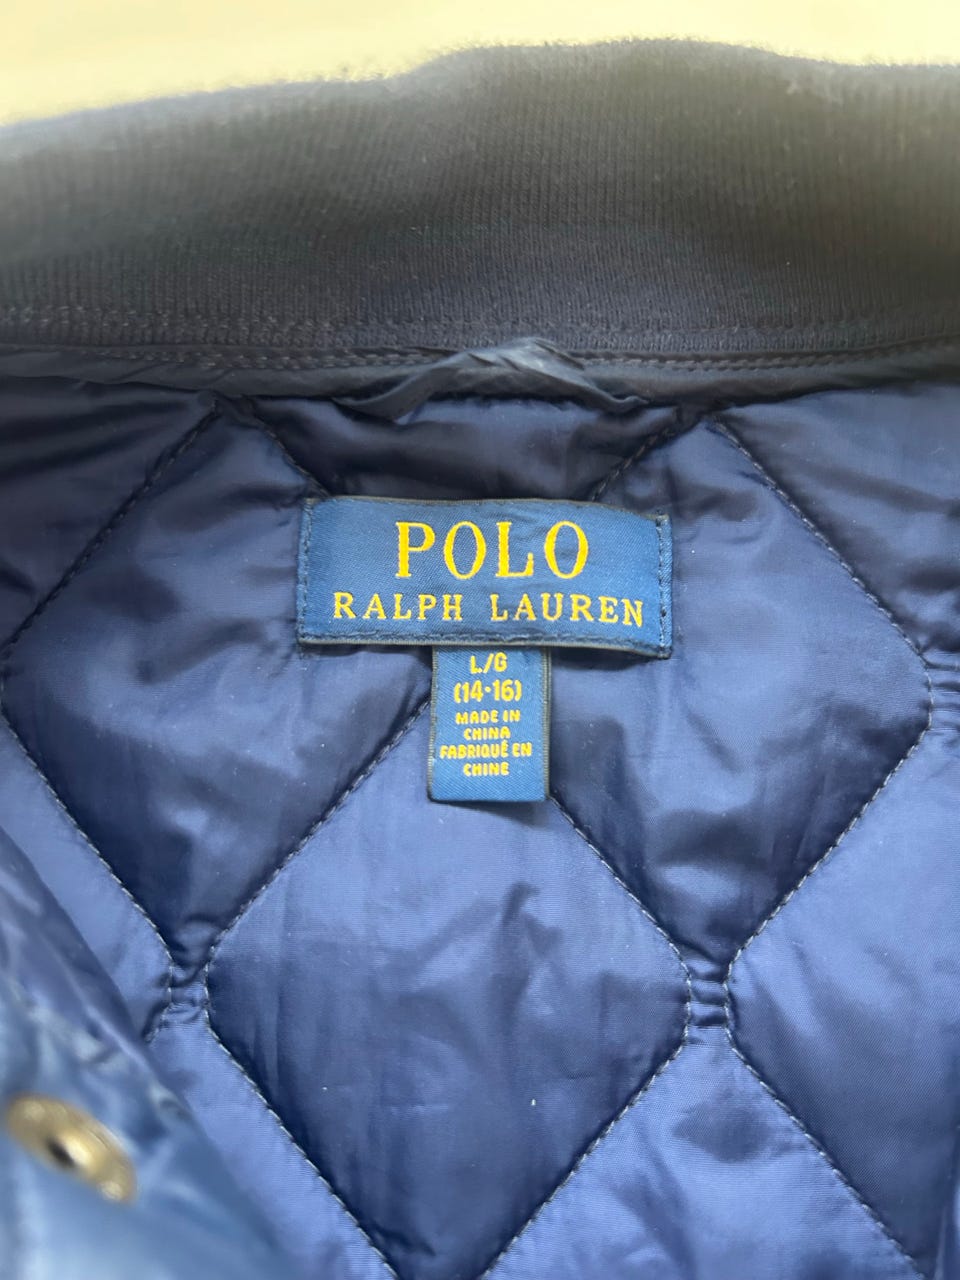 POLO
RALPH LAUREN
L/G
(14-16)
MADE IN
CHINA
FABRIQUÉ EN
CHINE